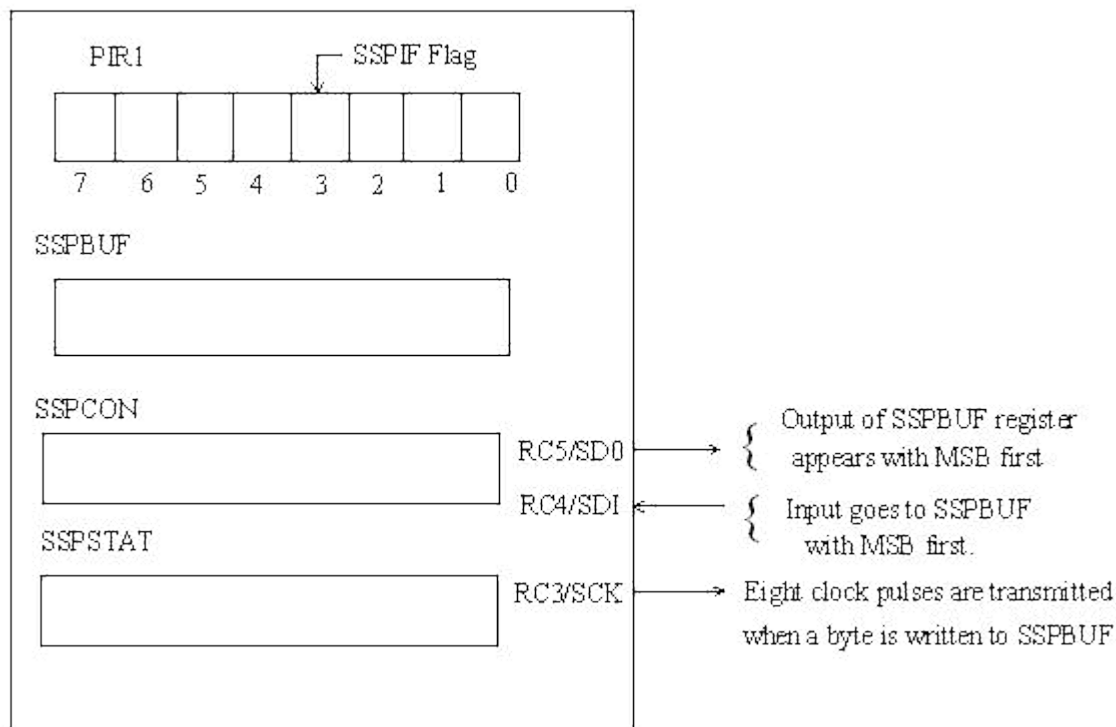 PIR1
SSPIF Flag
7 6 5 4 3 2 1 0
SSPBUF
SSPCON
RC5/SD0
Output of SSPBUF register
appears with MSB first
RC4/SDI
Input goes to SSPBUF
with MSB first.
SSPSTAT
RC3/SCK
Eight clock pulses are transmitted
when a byte is written to SSPBUF